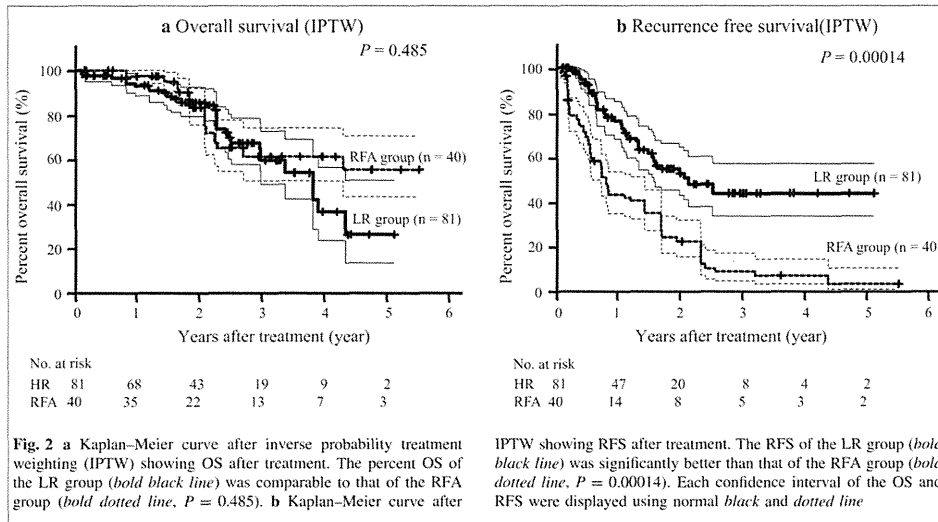 a Overall survival (IPTW)
P = 0.485
Percent overall survival (%)
100
80
60
40
20
0
RFA group (n = 40)
LR group (n = 81)
0 1 2 3 4 5 6
Years after treatment (year)
No. at risk
HR 81 68 43 19 9 2
RFA 40 35 22 13 7 3
b Recurrence free survival(IPTW)
P = 0.00014
Percent overall survival (%)
100
80
60
40
20
0
LR group (n = 81)
RFA group (n = 40
0 1 2 3 4 5 6
Years after treatment (year)
No. at risk
HR 81 47 20 8 4 2
RFA 40 14 8 5 3 2
Fig. 2 a Kaplan–Meier curve after inverse probability treatment
weighting (IPTW) showing OS after treatment. The percent OS of
the LR group (bold black line) was comparable to that of the RFA
group (bold dotted line, P = 0.485). b Kaplan–Meier curve after
IPTW showing RFS after treatment. The RFS of the LR group (bold
black line) was significantly better than that of the RFA group (bold
dotted line, P = 0.00014). Each confidence interval of the OS and
RFS were displayed using normal black and dotted line